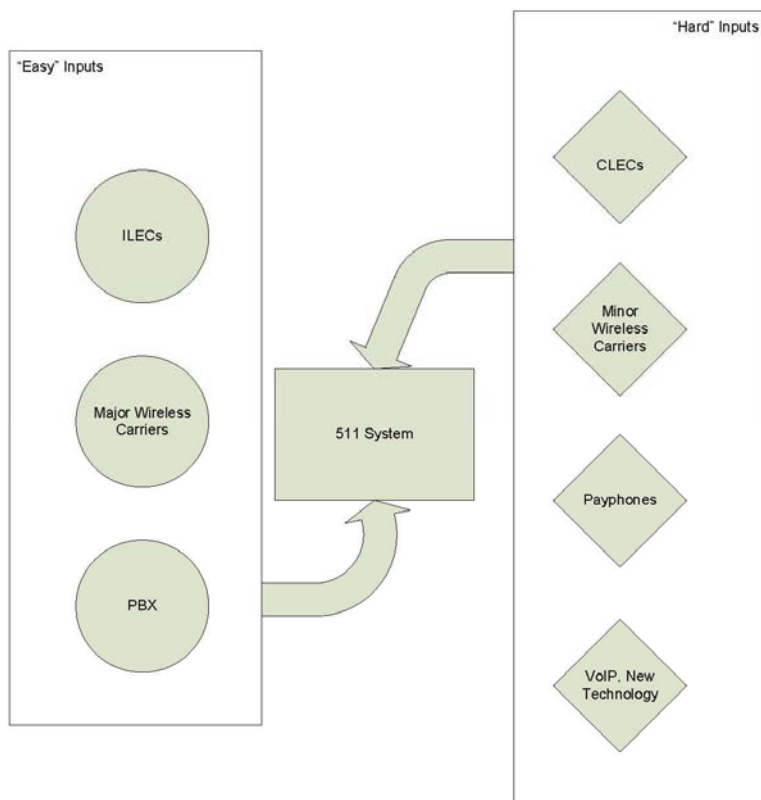 "Easy" Inputs
ILECs
Major Wireless
Carriers
PBX
511 System
"Hard" Inputs
CLECs
Minor
Wireless
Carriers
Payphones
VoIP, New
Technology